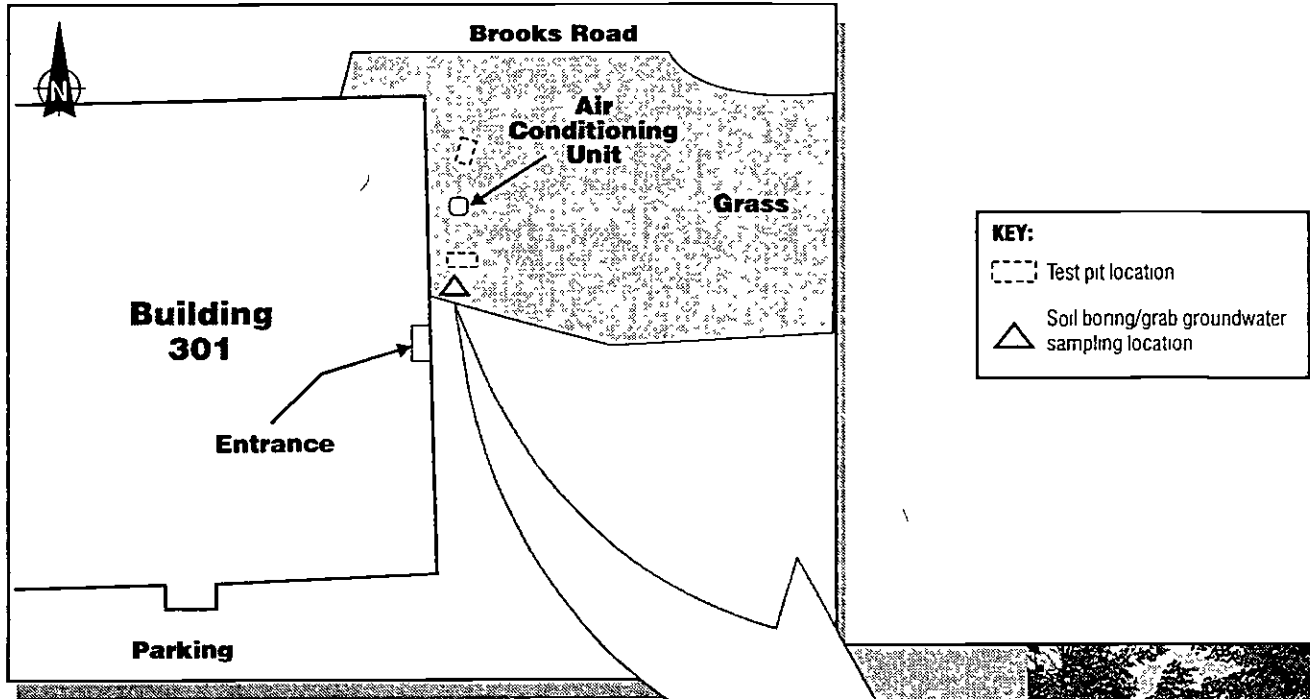 Brooks Road
N
Air
Conditioning
Unit
Grass
Building
301
Entrance
Parking
KEY:
Test pit location
Soil boring/grab groundwater
sampling location